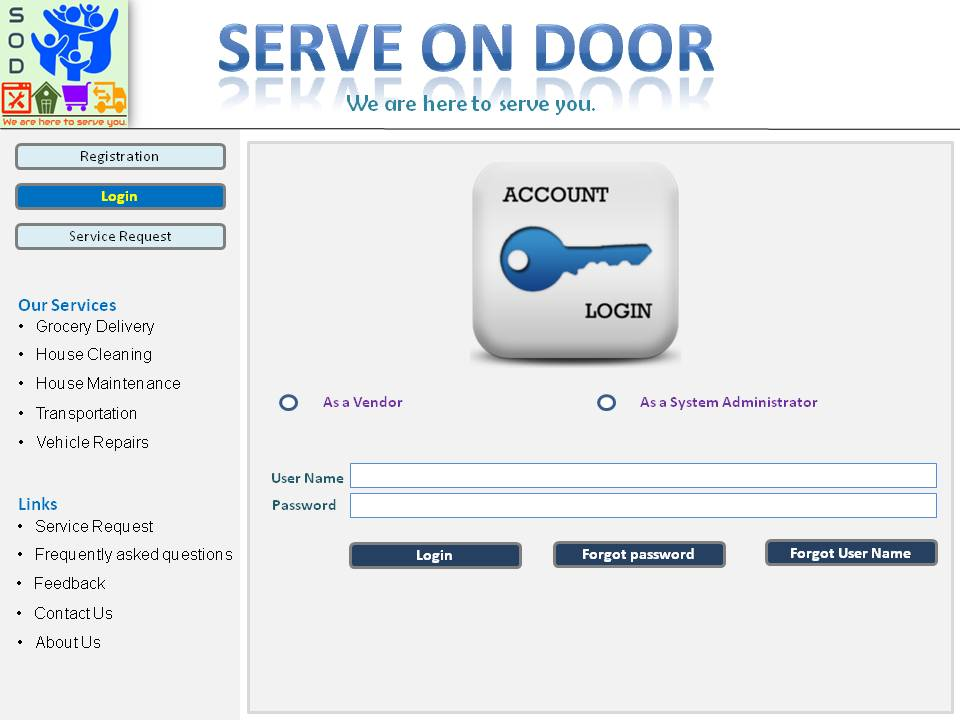 S
O
D
We are here to serve you.
SERVE ON DOOR
We are here to serve you.
Registration
Login
Service Request
Our Services
• Grocery Delivery
• House Cleaning
• House Maintenance
• Transportation
• Vehicle Repairs
Links
• Service Request
• Frequently asked questions
• Feedback
• Contact Us
• About Us
ACCOUNT
LOGIN
As a Vendor
As a System Administrator
User Name
Password
Login
Forgot password
Forgot User Name